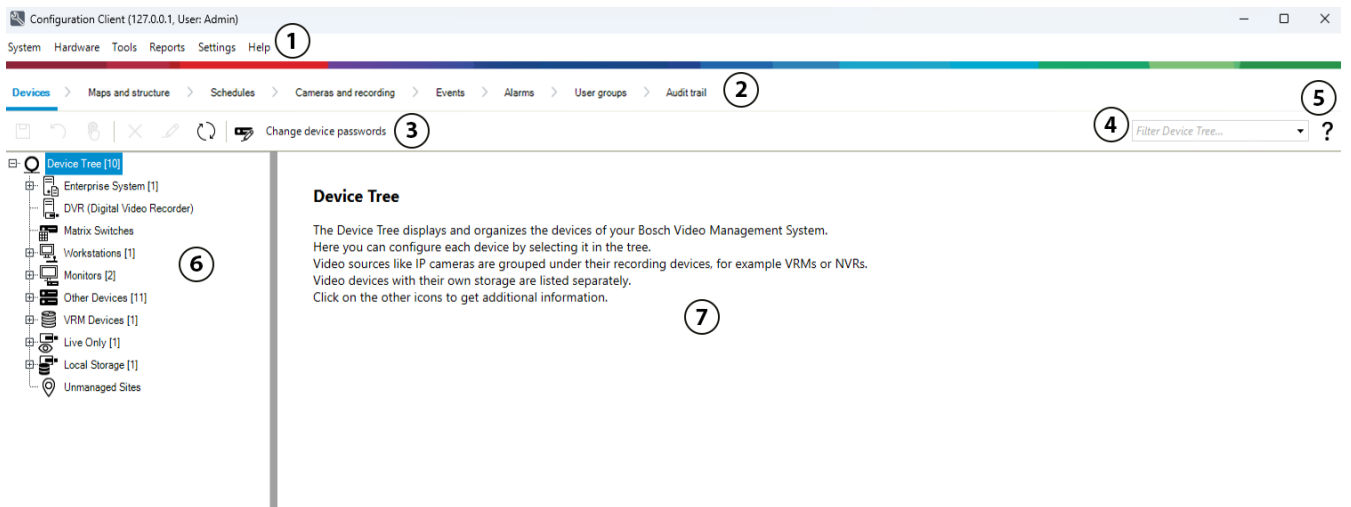 Configuration Client (127.0.0.1, User: Admin)
System Hardware Tools Reports Settings Help 1
Devices > Maps and structure > Schedules > Cameras and recording > Events > Alarms > User groups > Audit trail 2
5
Change device passwords 3
4 Filter Device Tree... ?
Device Tree [10]
Enterprise System [1]
DVR (Digital Video Recorder)
Matrix Switches
Workstations [1]
6
Monitors [2]
Other Devices [11]
VRM Devices [1]
Live Only [1]
Local Storage [1]
Unmanaged Sites
Device Tree
The Device Tree displays and organizes the devices of your Bosch Video Management System.
Here you can configure each device by selecting it in the tree.
Video sources like IP cameras are grouped under their recording devices, for example VRMs or NVRs.
Video devices with their own storage are listed separately.
Click on the other icons to get additional information.
7